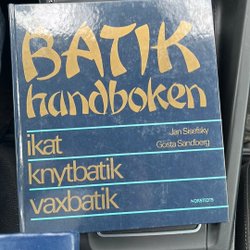 BATIK
handboken
ikat
Jan Sisefsky
Gösta Sandberg
knytbatik
vaxbatik
NORSTEDTS